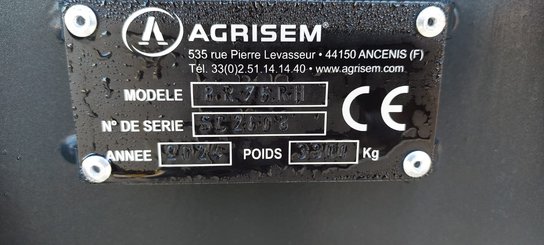 AGRISEM®
535 rue Pierre Levasseur • 44150 ANCENIS (F)
Tél. 33(0)2.51.14.14.40 • www.agrisem.com
MODELE
N° DE SERIE
ANNEE 2024 POIDS Kg
CE